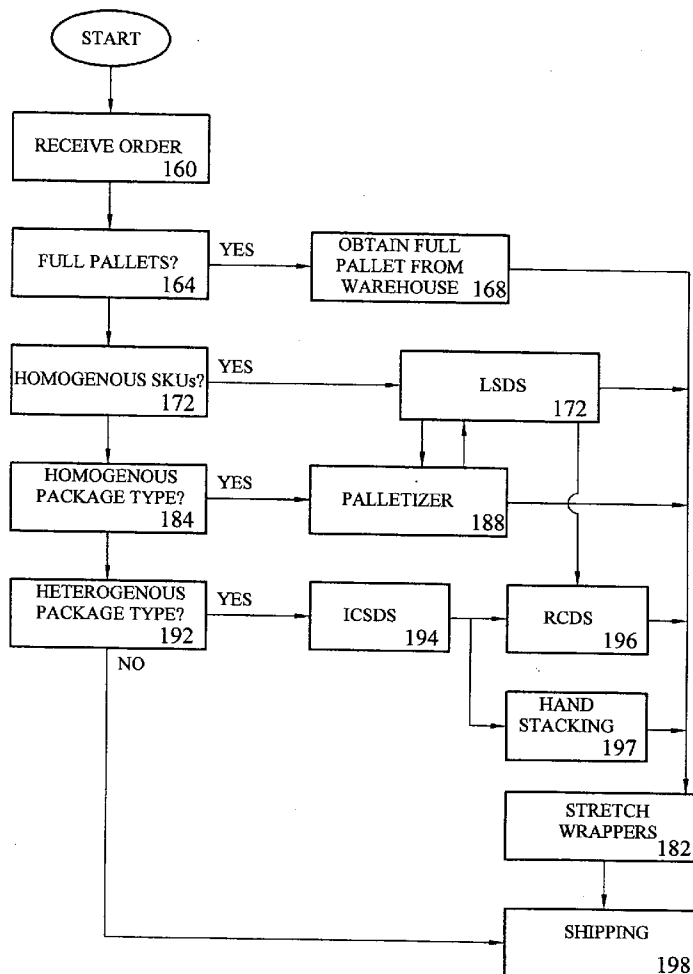 START
RECEIVE ORDER
160
FULL PALLETS?
164
YES
OBTAIN FULL
PALLET FROM
WAREHOUSE
168
HOMOGENOUS SKUs?
172
YES
LSDS
172
HOMOGENOUS
PACKAGE TYPE?
184
YES
PALLETIZER
188
HETEROGENOUS
PACKAGE TYPE?
192
YES
NO
ICSDS
194
RCDS
196
HAND
STACKING
197
STRETCH
WRAPPERS
182
SHIPPING
198